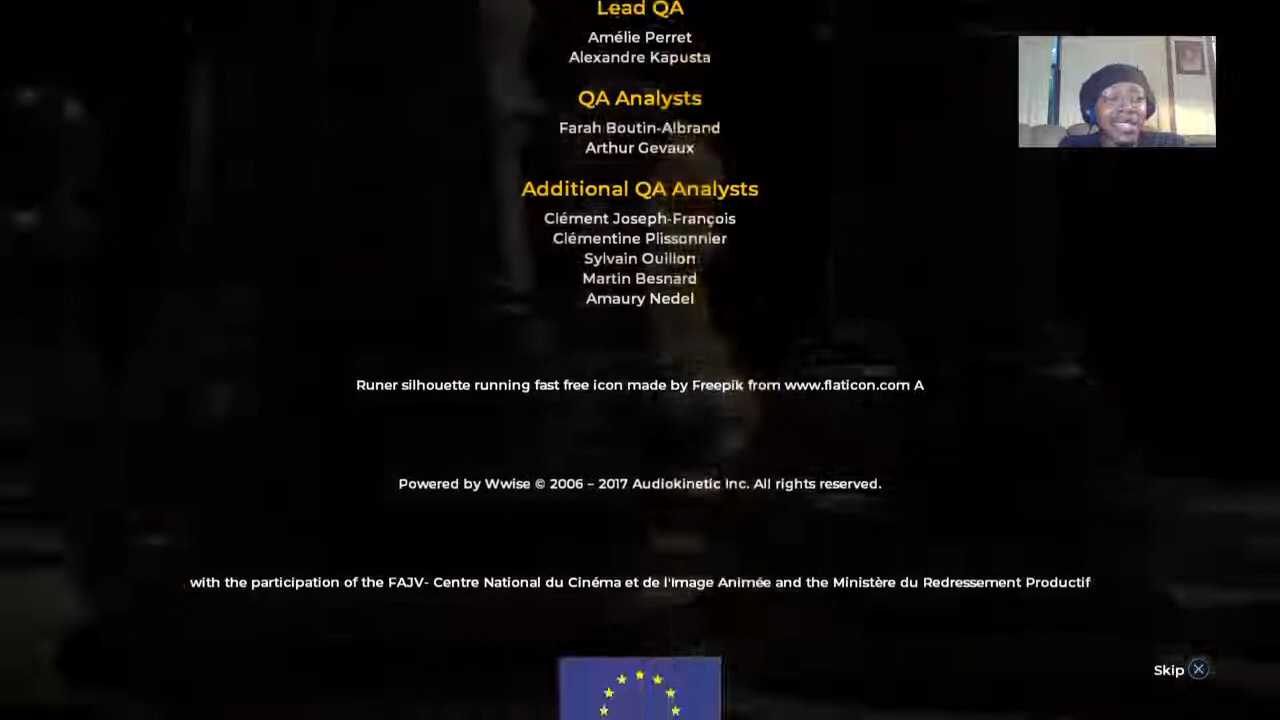 Lead QA
Amélie Perret
Alexandre Kapusta
QA Analysts
Farah Boutin-Albrand
Arthur Gevaux
Additional QA Analysts
Clément Joseph-François
Clémentine Plissonnier
Sylvain Ouillon
Martin Besnard
Amaury Nedel
Runer silhouette running fast free icon made by Freepik from www.flaticon.com A
Powered by Wwise © 2006 – 2017 Audiokinetic Inc. All rights reserved.
with the participation of the FAJV- Centre National du Cinéma et de l'Image Animée and the Ministère du Redressement Productif
Skip